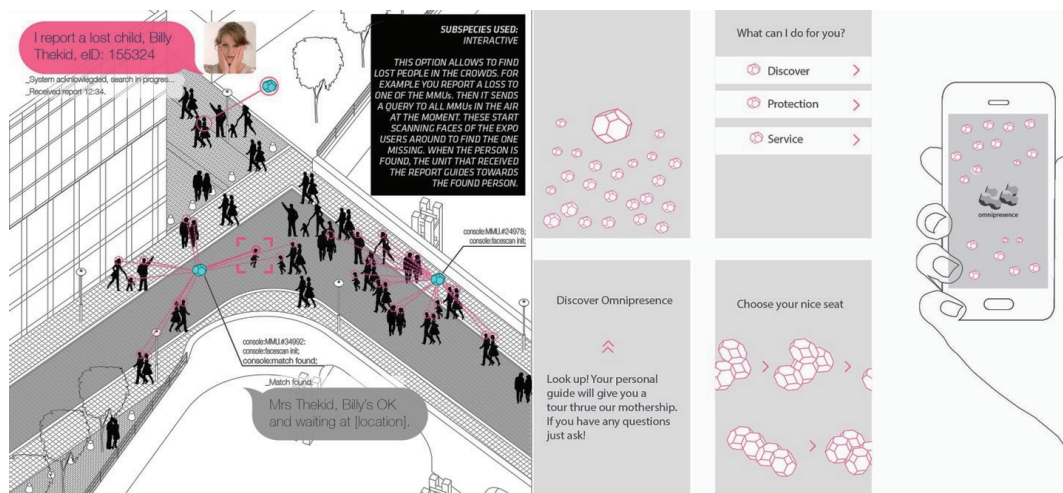 I report a lost child, Billy
Thekid, eID: 155324
_System acknowlegded, search in progres...
_Received report 12:34.
SUBSPECIES USED:
INTERACTIVE
THIS OPTION ALLOWS TO FIND
LOST PEOPLE IN THE CROWDS. FOR
EXAMPLE YOU REPORT A LOSS TO
ONE OF THE MMUs. THEN IT SENDS
A QUERY TO ALL MMUs IN THE AIR
AT THE MOMENT. THESE START
SCANNING FACES OF THE EXPO
USERS AROUND TO FIND THE ONE
MISSING. WHEN THE PERSON IS
FOUND, THE UNIT THAT RECEIVED
THE REPORT GUIDES TOWARDS
THE FOUND PERSON.
console:MMU.#24978;
console:facescan init;
console:MMU.#34992;
console:facescan init;
console:match found;
_Match found;
Mrs Thekid, Billy's OK
and waiting at [location].
What can I do for you?
Discover
Protection
Service
Discover Omnipresence
Look up! Your personal
guide will give you a
tour thrue our mothership.
If you have any questions
just ask!
Choose your nice seat
omnipresence